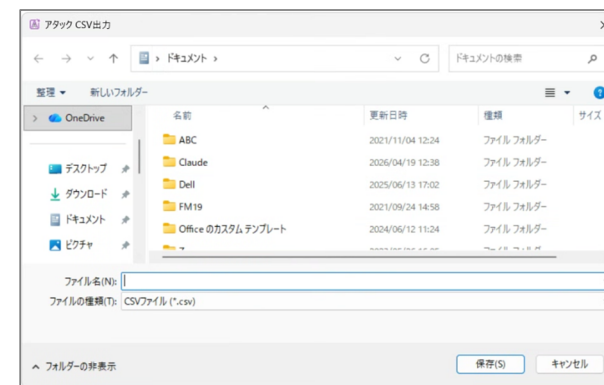 アタック CSV出力
ドキュメント
ドキュメントの検索
整理
新しいフォルダー
OneDrive
デスクトップ
ダウンロード
ドキュメント
ピクチャ
名前 更新日時 種類 サイズ
ABC 2021/11/04 12:24 ファイル フォルダー
Claude 2026/04/19 12:38 ファイル フォルダー
Dell 2025/06/13 17:02 ファイル フォルダー
FM19 2021/09/24 14:58 ファイル フォルダー
Office のカスタム テンプレート 2024/06/12 11:24 ファイル フォルダー
ファイル名(N):
ファイルの種類(T): CSVファイル (*.csv)
フォルダーの非表示
保存(S) キャンセル